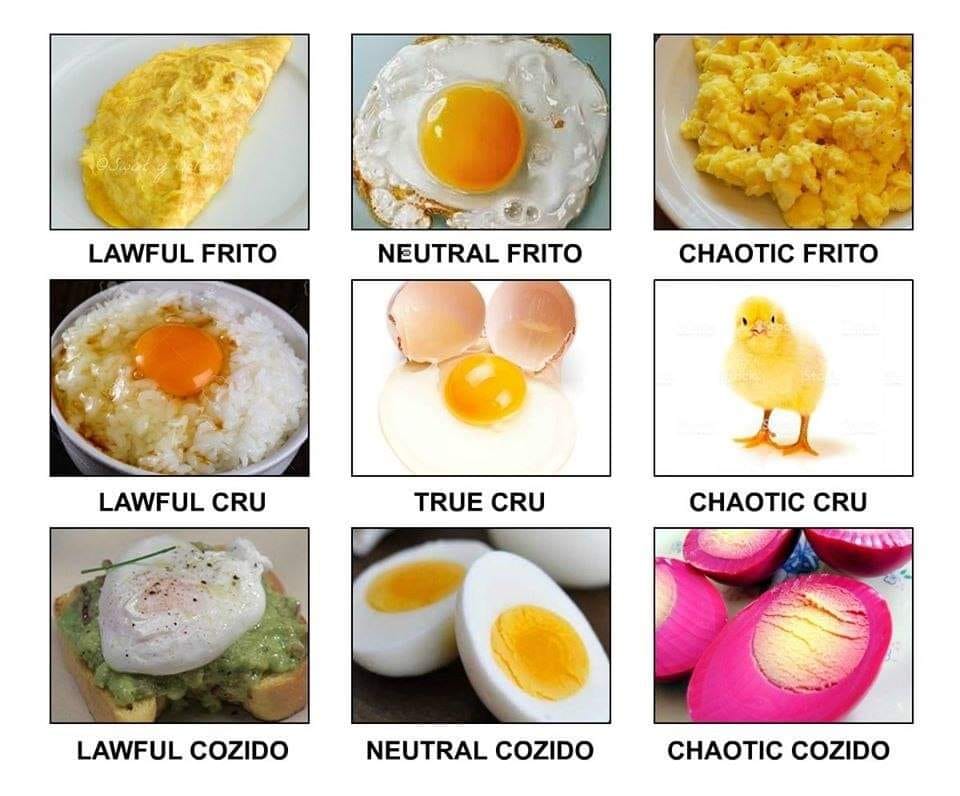 LAWFUL FRITO
NEUTRAL FRITO
CHAOTIC FRITO
LAWFUL CRU
TRUE CRU
CHAOTIC CRU
LAWFUL COZIDO
NEUTRAL COZIDO
CHAOTIC COZIDO